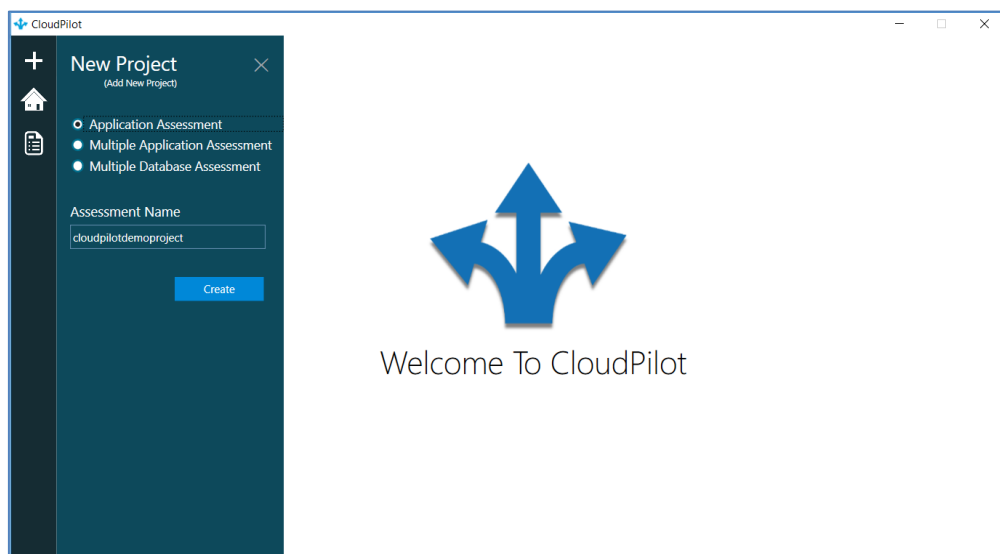 CloudPilot
New Project
(Add New Project)
Application Assessment
Multiple Application Assessment
Multiple Database Assessment
Assessment Name
cloudpilotdemoproject
Create
Welcome To CloudPilot